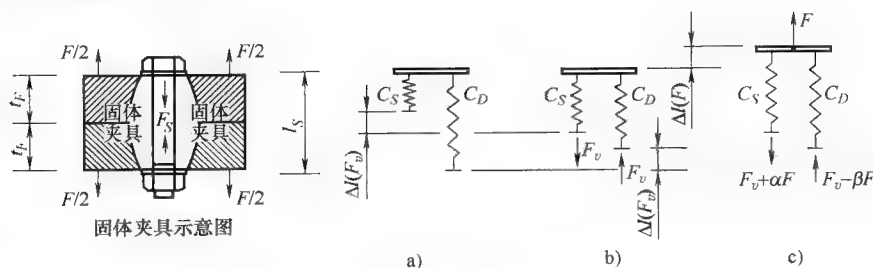 F/2
F/2
t_F
t_F
固体夹具
固体夹具
F_S
l_S
F/2
F/2
固体夹具示意图
C_S
C_D
Δl(F_v)
a)
C_S
C_D
F_v
F_v
Δl(F_v)
b)
F
Δl(F)
C_S
C_D
F_v+αF
F_v-βF
c)